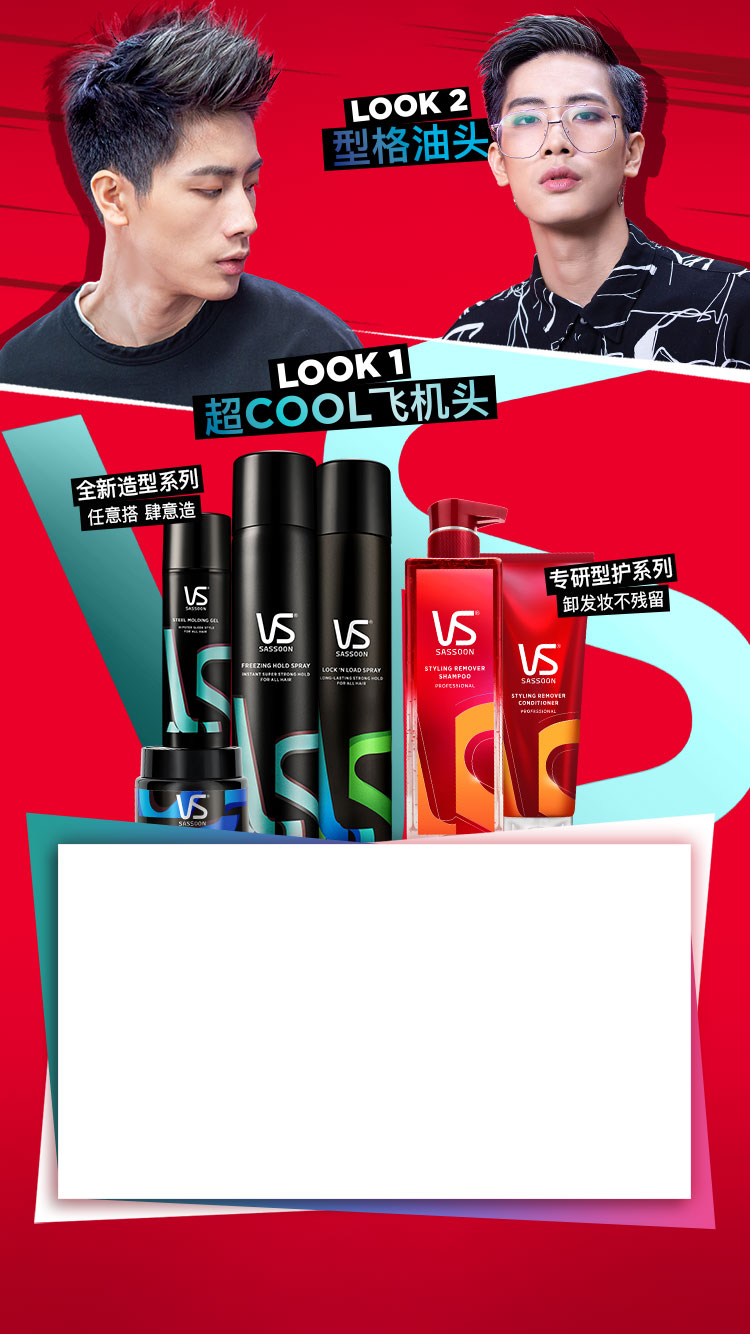 LOOK 2
型格油头
LOOK 1
超COOL飞机头
全新造型系列
任意搭 肆意造
专研型护系列
卸发妆不残留
VS
SASSOON
STEEL MOLDING GEL
FOR ALL HAIR
VS®
SASSOON
FREEZING HOLD SPRAY
INSTANT SUPER STRONG HOLD
FOR ALL HAIR
VS®
SASSOON
LOCK 'N LOAD SPRAY
LONG-LASTING STRONG HOLD
FOR ALL HAIR
VS®
SASSOON
STYLING REMOVER
SHAMPOO
PROFESSIONAL
VS®
SASSOON
STYLING REMOVER
CONDITIONER
PROFESSIONAL
VS
SASSOON